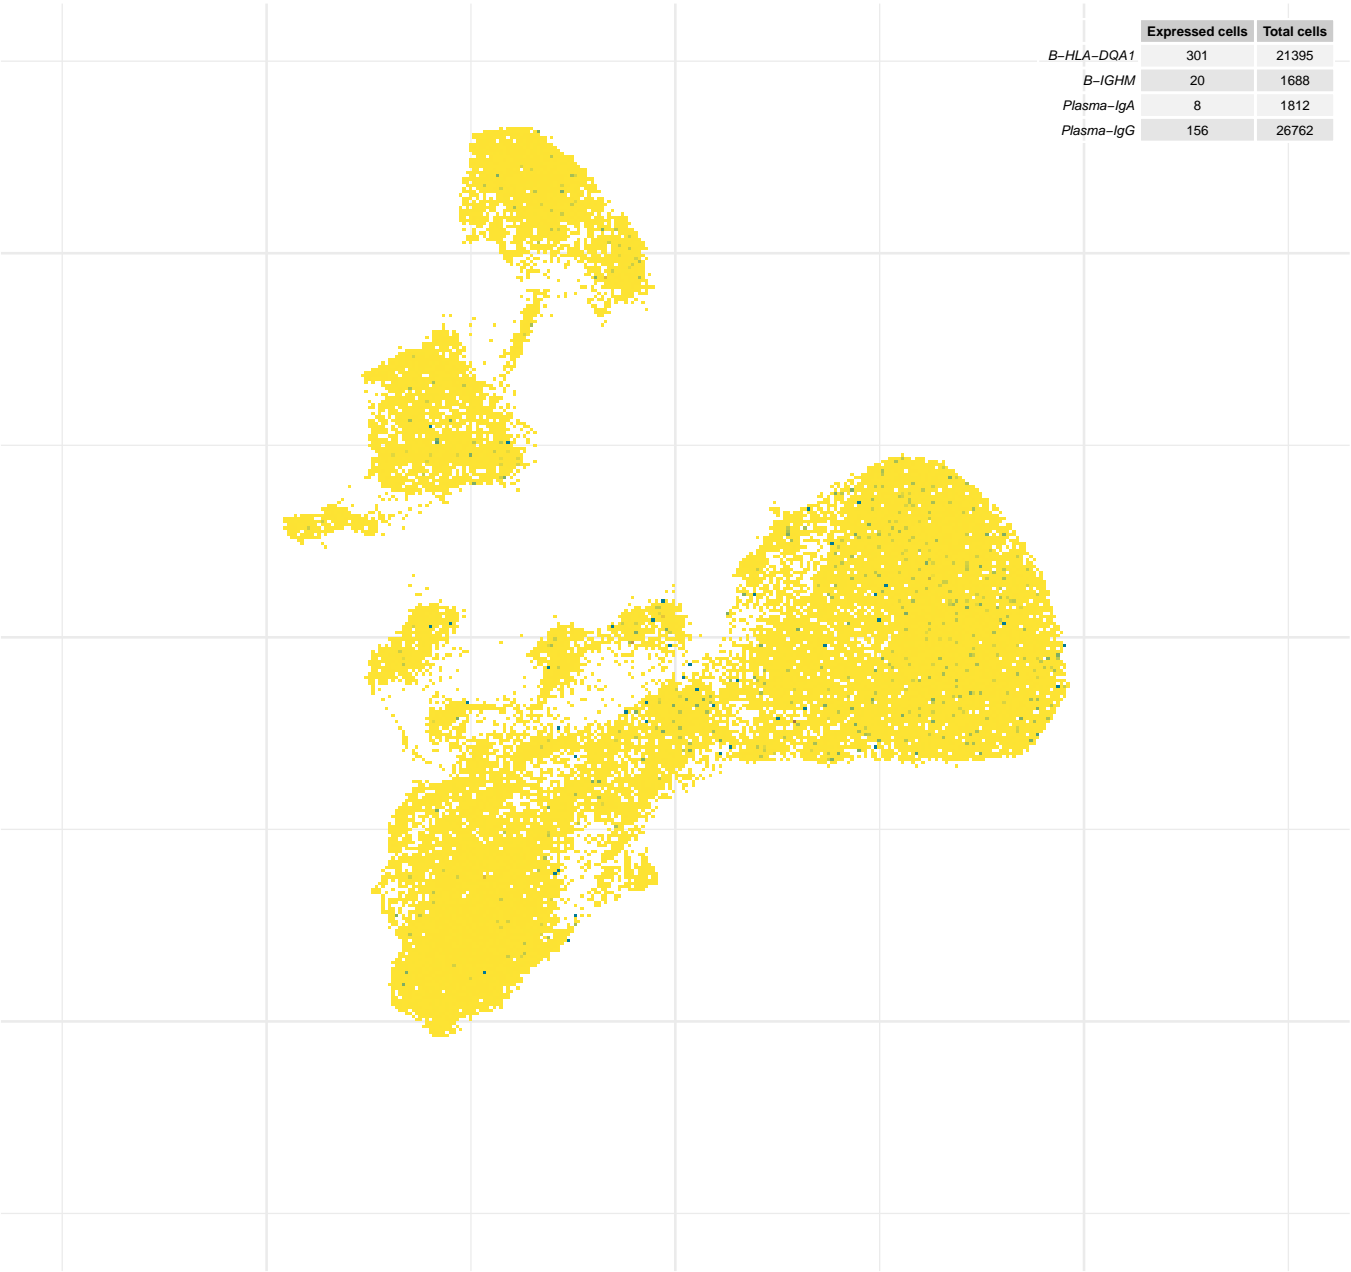 Expressed cells Total cells
B−HLA−DQA1 301 21395
B−IGHM 20 1688
Plasma−IgA 8 1812
Plasma−IgG 156 26762